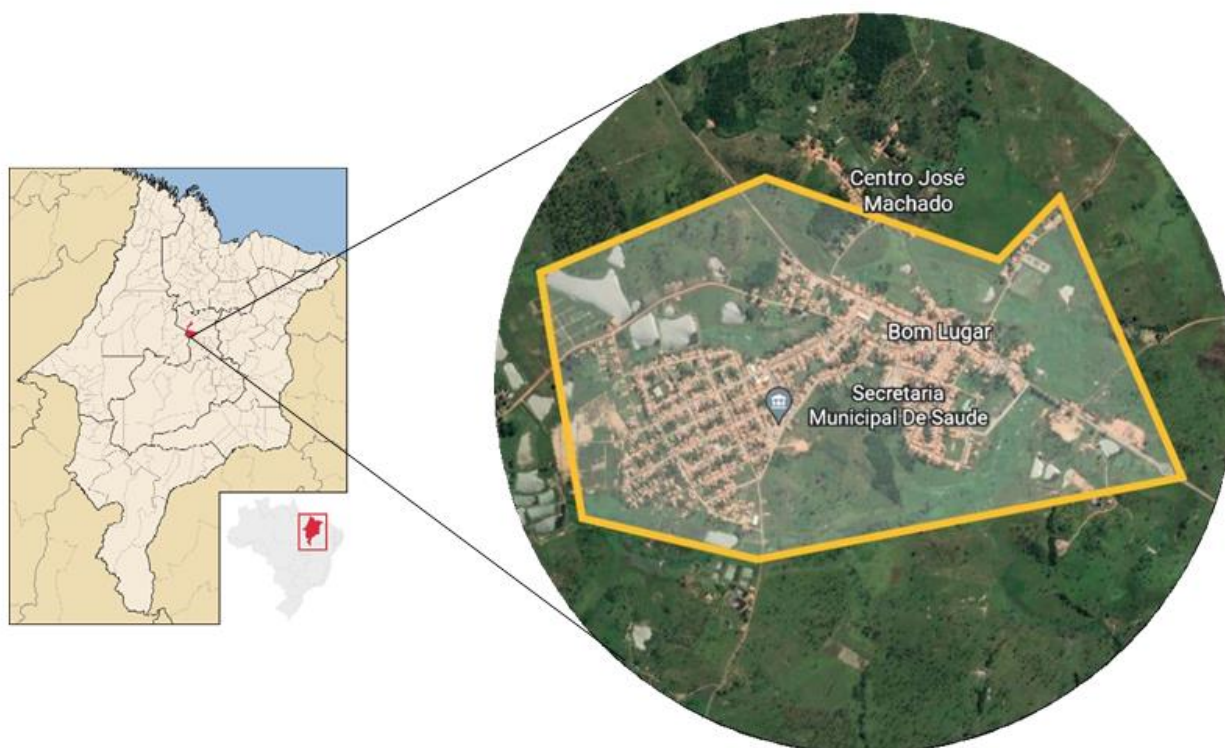 Centro José
Machado
Bom Lugar
Secretaria
Municipal De Saude